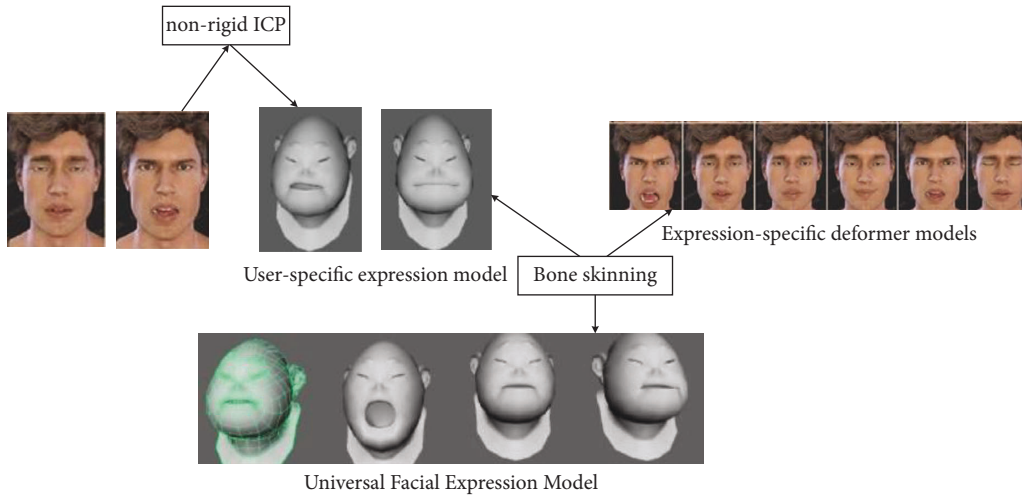 non-rigid ICP
User-specific expression model
Expression-specific deformer models
Bone skinning
Universal Facial Expression Model